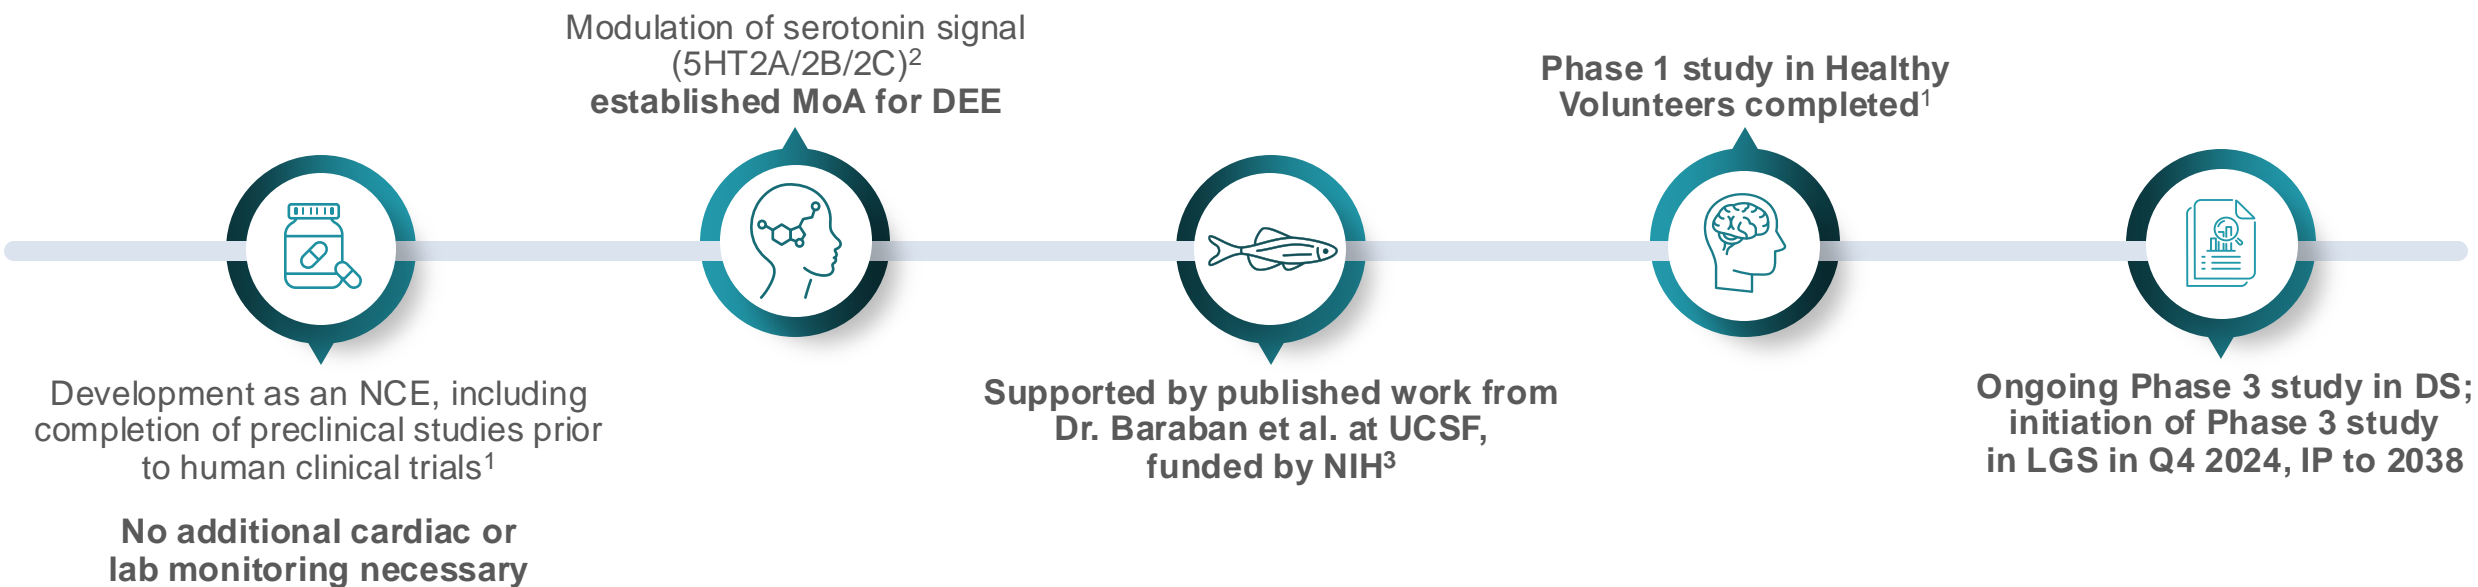 Modulation of serotonin signal
(5HT2A/2B/2C)2
established MoA for DEE
Phase 1 study in Healthy
Volunteers completed1
Development as an NCE, including
completion of preclinical studies prior
to human clinical trials1
No additional cardiac or
lab monitoring necessary
Supported by published work from
Dr. Baraban et al. at UCSF,
funded by NIH3
Ongoing Phase 3 study in DS;
initiation of Phase 3 study
in LGS in Q4 2024, IP to 2038